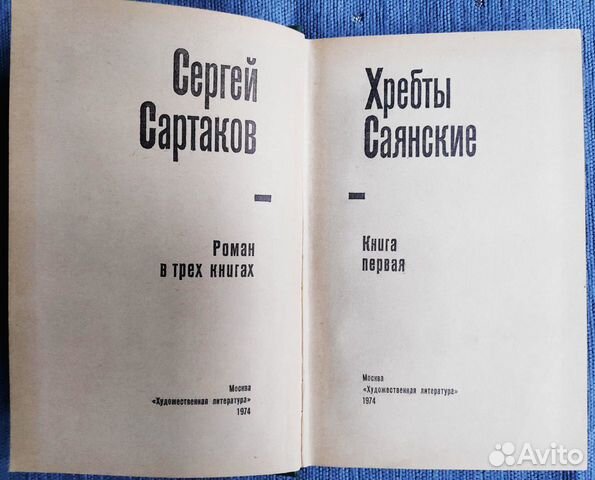 Сергей
Сартаков
Роман
в трех книгах
Москва
«Художественная литература»
1974
Хребты
Саянские
Книга
первая
Москва
«Художественная литература»
1974
Avito